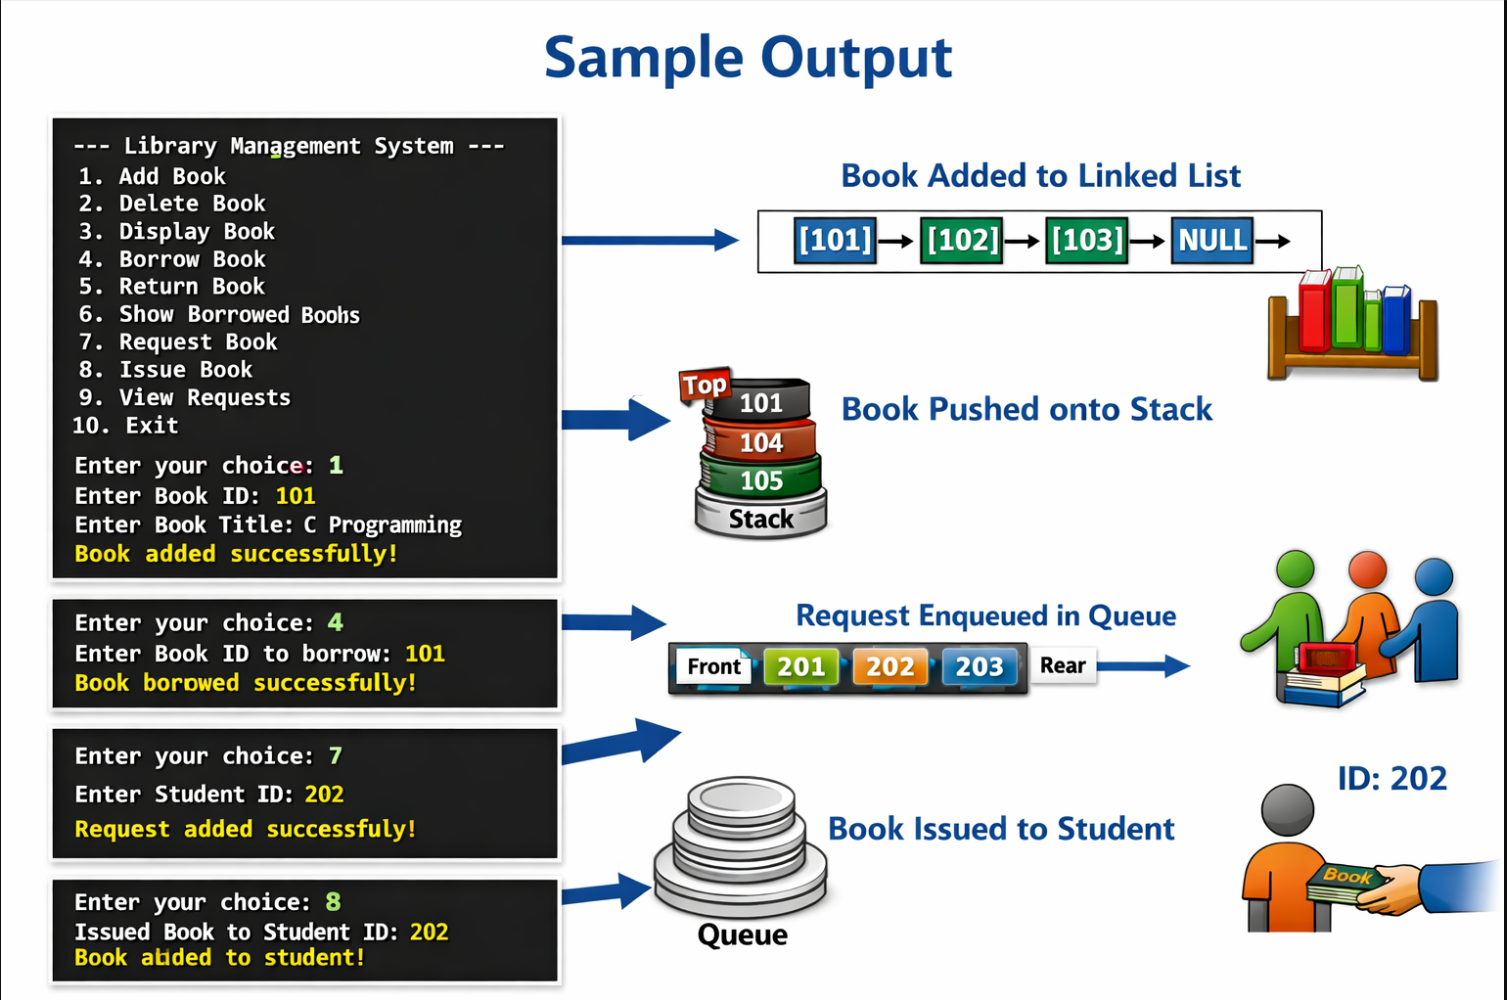 Sample Output
--- Library Management System ---
1. Add Book
2. Delete Book
3. Display Book
4. Borrow Book
5. Return Book
6. Show Borrowed Boohs
7. Request Book
8. Issue Book
9. View Requests
10. Exit
Enter your choice: 1
Enter Book ID: 101
Enter Book Title: C Programming
Book added successfully!
Enter your choice: 4
Enter Book ID to borrow: 101
Book borrowed successfully!
Enter your choice: 7
Enter Student ID: 202
Request added successfuly!
Enter your choice: 8
Issued Book to Student ID: 202
Book added to student!
Book Added to Linked List
[101] → [102] → [103] → NULL →
Top
101
104
105
Stack
Book Pushed onto Stack
Request Enqueued in Queue
Front 201 202 203 Rear
Queue
Book Issued to Student
ID: 202
Book